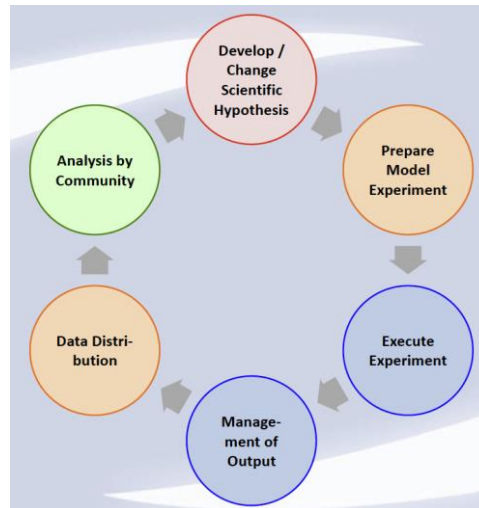 Develop /
Change
Scientific
Hypothesis
Prepare
Model
Experiment
Execute
Experiment
Manage-
ment of
Output
Data Distri-
bution
Analysis by
Community